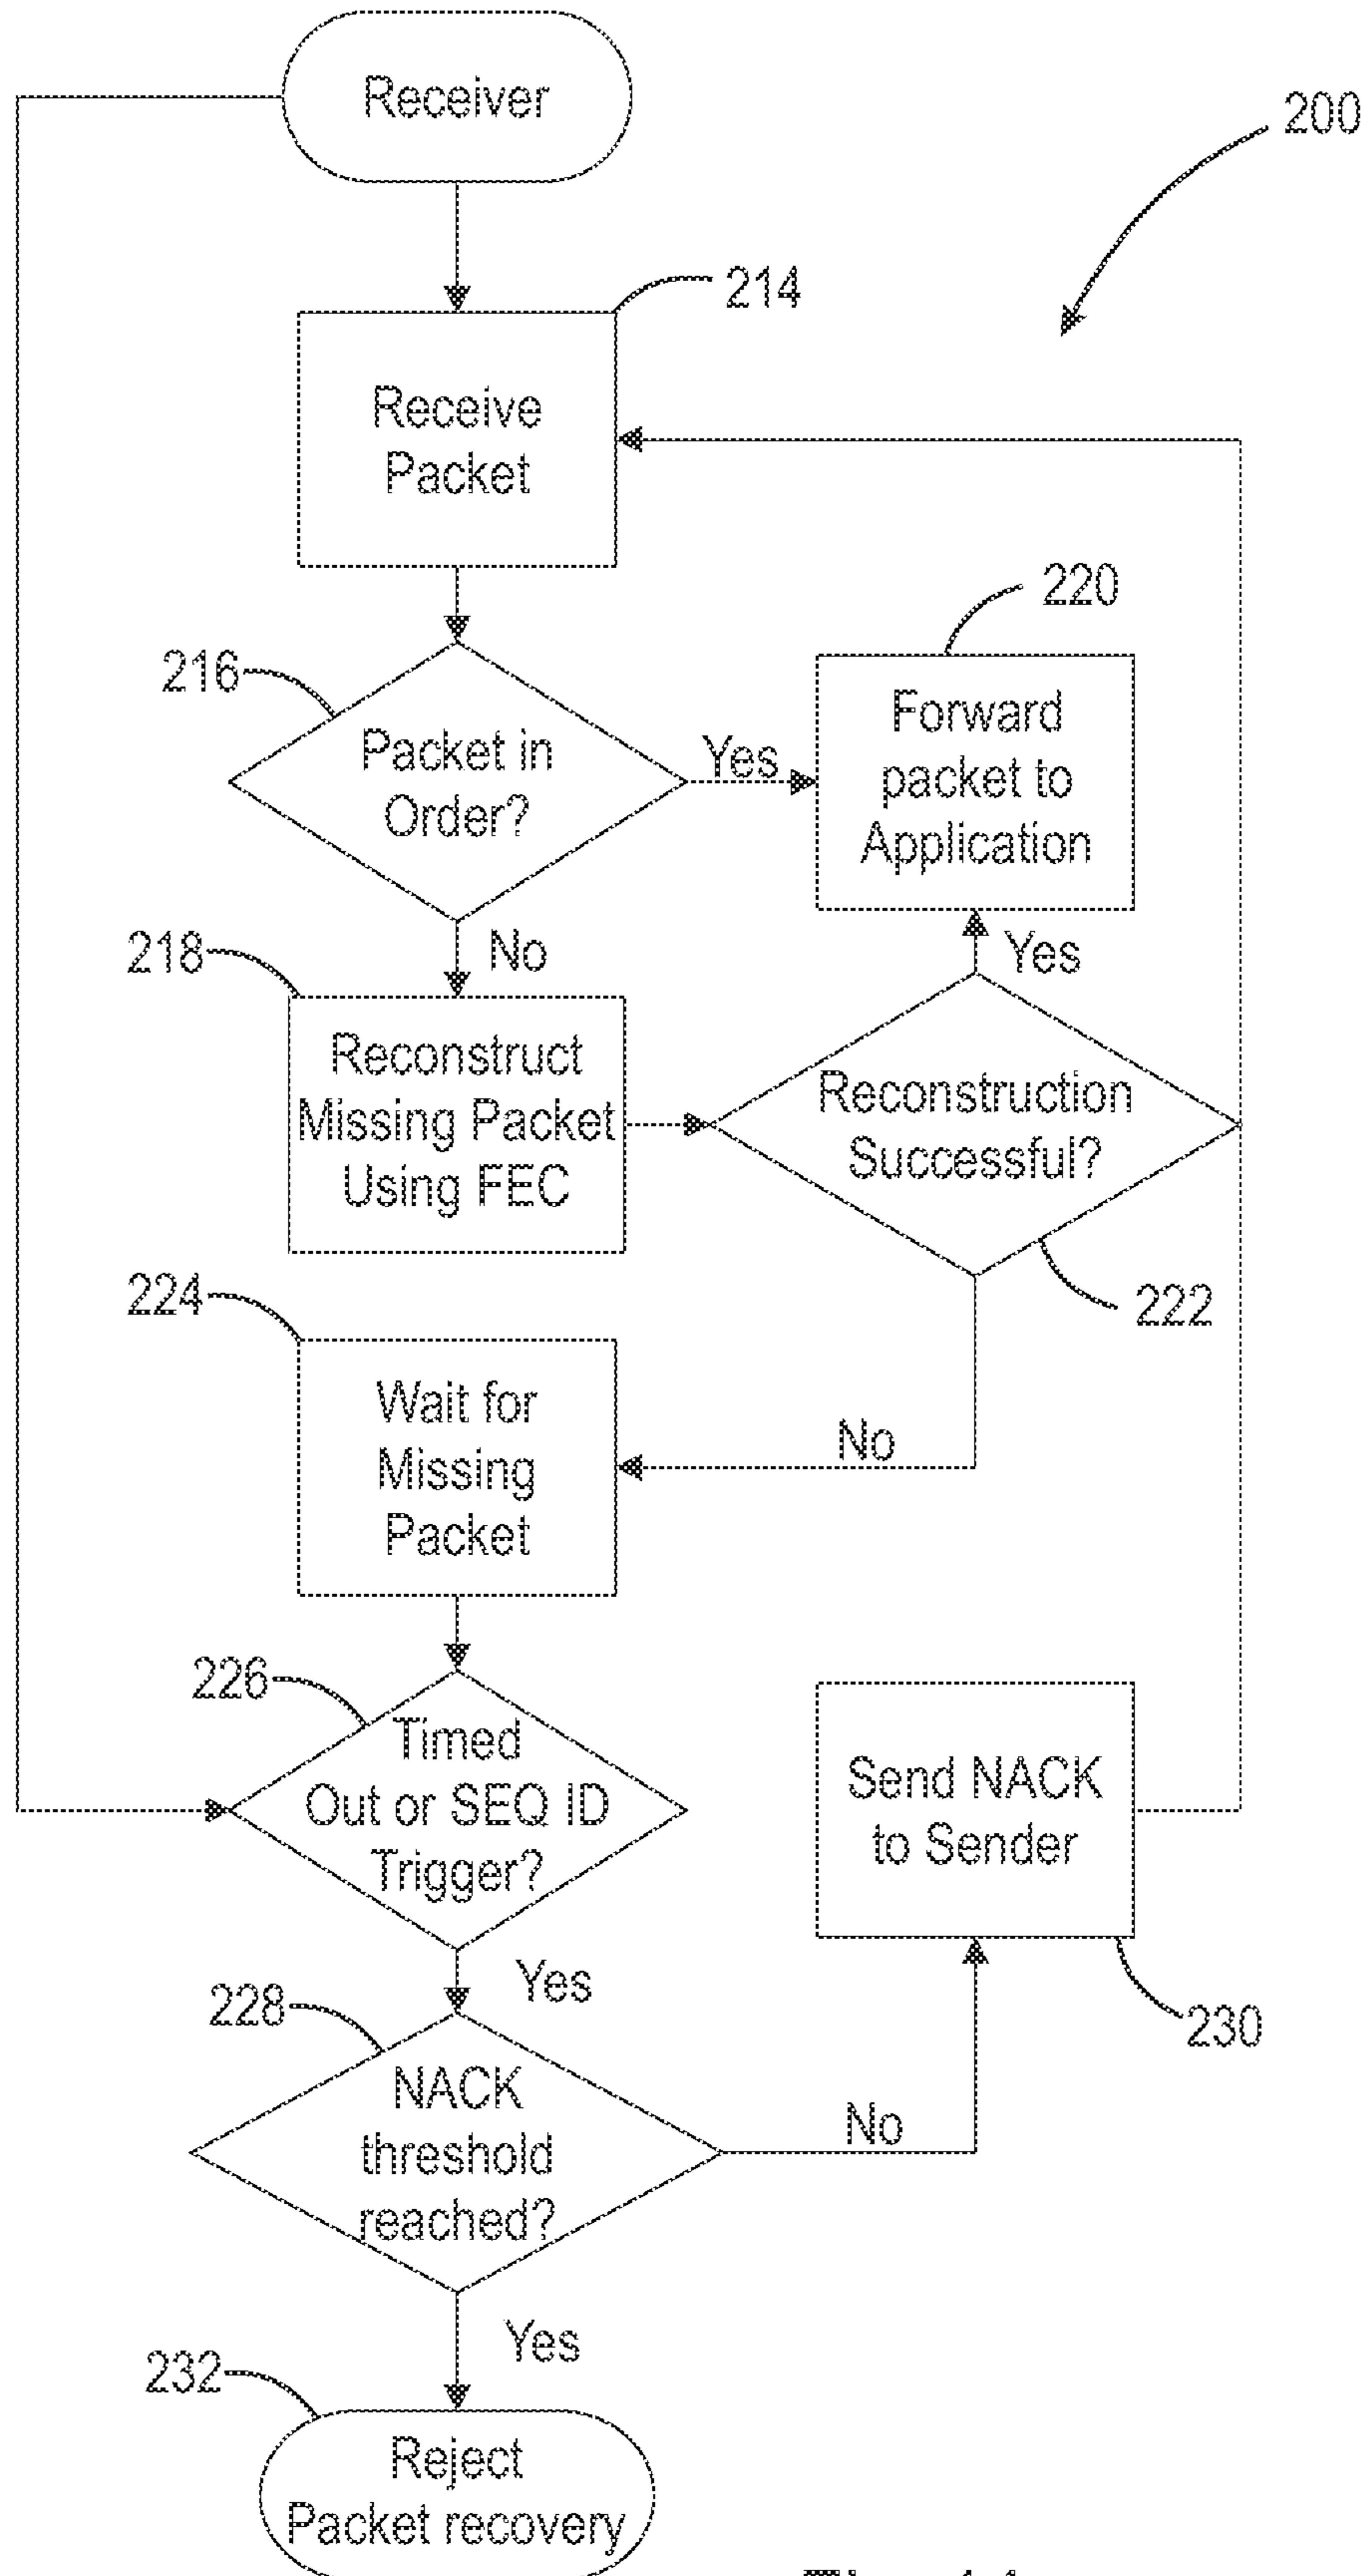 Receiver
200
214
Receive
Packet
220
216
Forward
packet to
Application
Packet in
Order?
Yes
218
No
Yes
Reconstruct
Missing Packet
Using FEC
Reconstruction
Successful?
224
222
Wait for
Missing
Packet
No
226
Timed
Out or SEQ ID
Trigger?
Send NACK
to Sender
Yes
228
230
NACK
threshold
reached?
No
Yes
232
Reject
Packet recovery